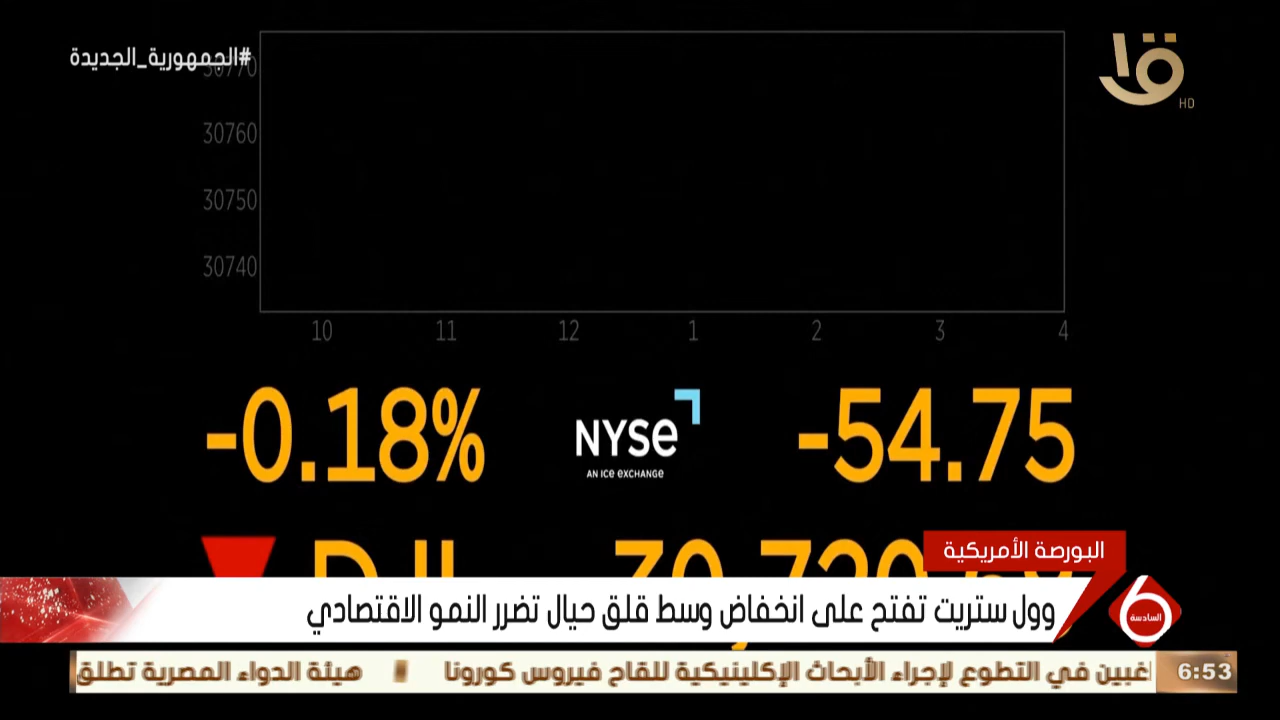 #الجمهورية_الجديدة
HD
30770
30760
30750
30740
10 11 12 1 2 3 4
-0.18%
NYSE
AN ICE EXCHANGE
-54.75
البورصة الأمريكية
وول ستريت تفتح على انخفاض وسط قلق حيال تضرر النمو الاقتصادي
السادسة
6:53
غبين في التطوع لإجراء الأبحاث الإكلينيكية للقاح فيروس كورونا هيئة الدواء المصرية تطلق